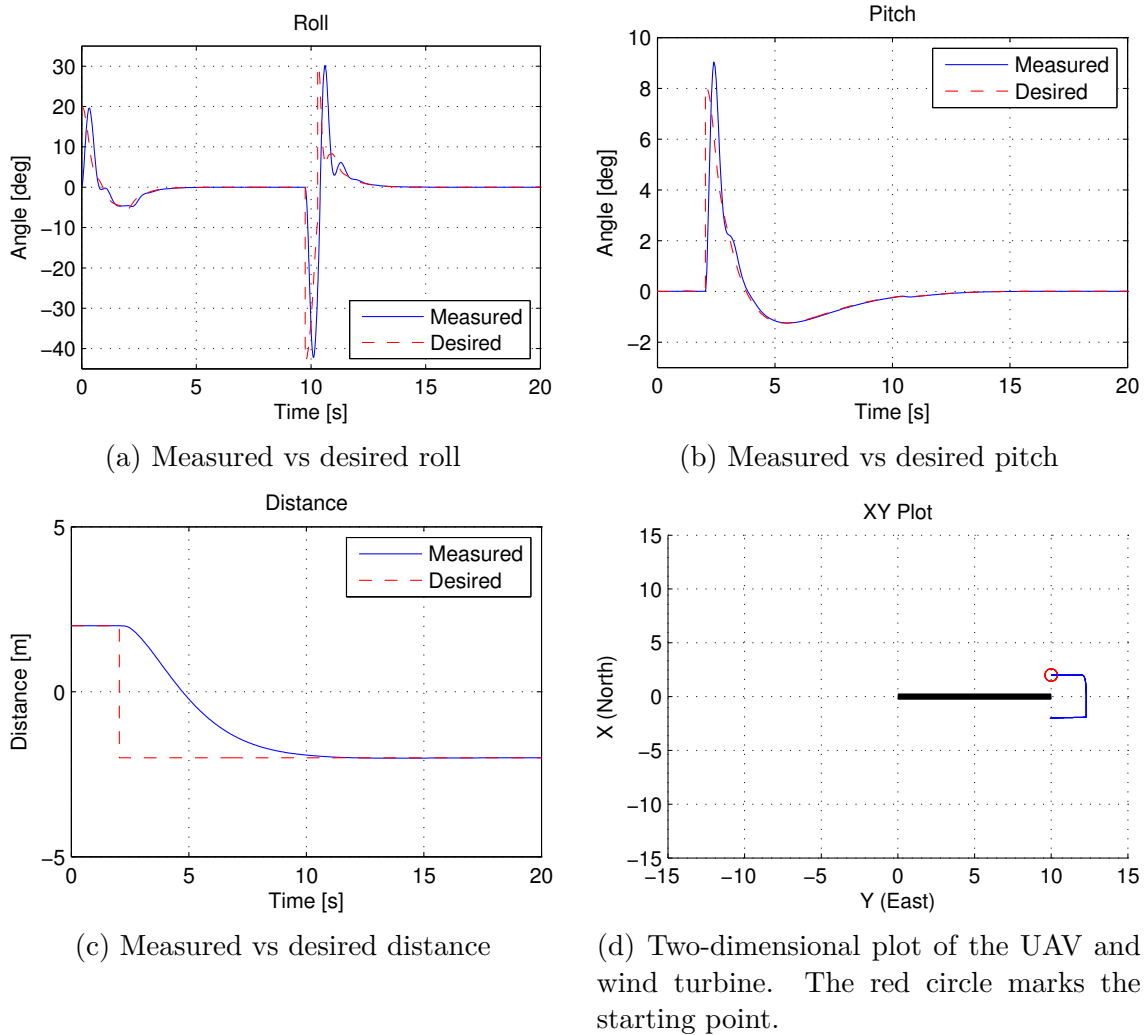 Roll
30
20
10
0
−10
−20
−30
−40
Angle [deg]
Measured
Desired
0 5 10 15 20
Time [s]
(a) Measured vs desired roll
Pitch
10
8
6
4
2
0
−2
Angle [deg]
Measured
Desired
0 5 10 15 20
Time [s]
(b) Measured vs desired pitch
Distance
5
0
−5
Distance [m]
Measured
Desired
0 5 10 15 20
Time [s]
(c) Measured vs desired distance
XY Plot
15
10
5
0
−5
−10
−15
X (North)
−15 −10 −5 0 5 10 15
Y (East)
(d) Two-dimensional plot of the UAV and
wind turbine. The red circle marks the
starting point.